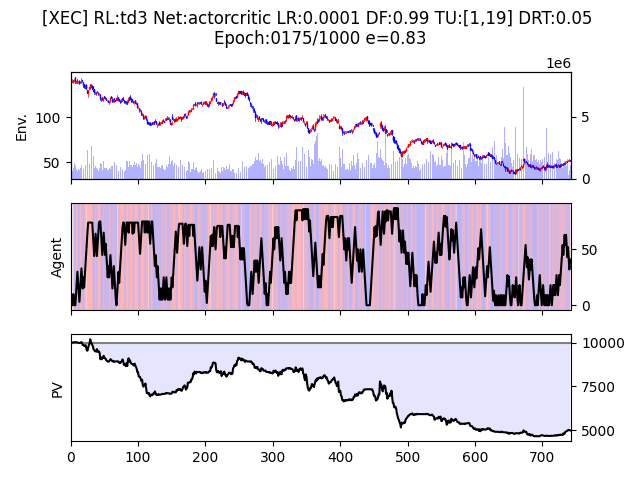 [XEC] RL:td3 Net:actorcritic LR:0.0001 DF:0.99 TU:[1,19] DRT:0.05
Epoch:0175/1000 e=0.83
1e6
Env.
100
50
5
0
Agent
50
0
PV
10000
7500
5000
0 100 200 300 400 500 600 700